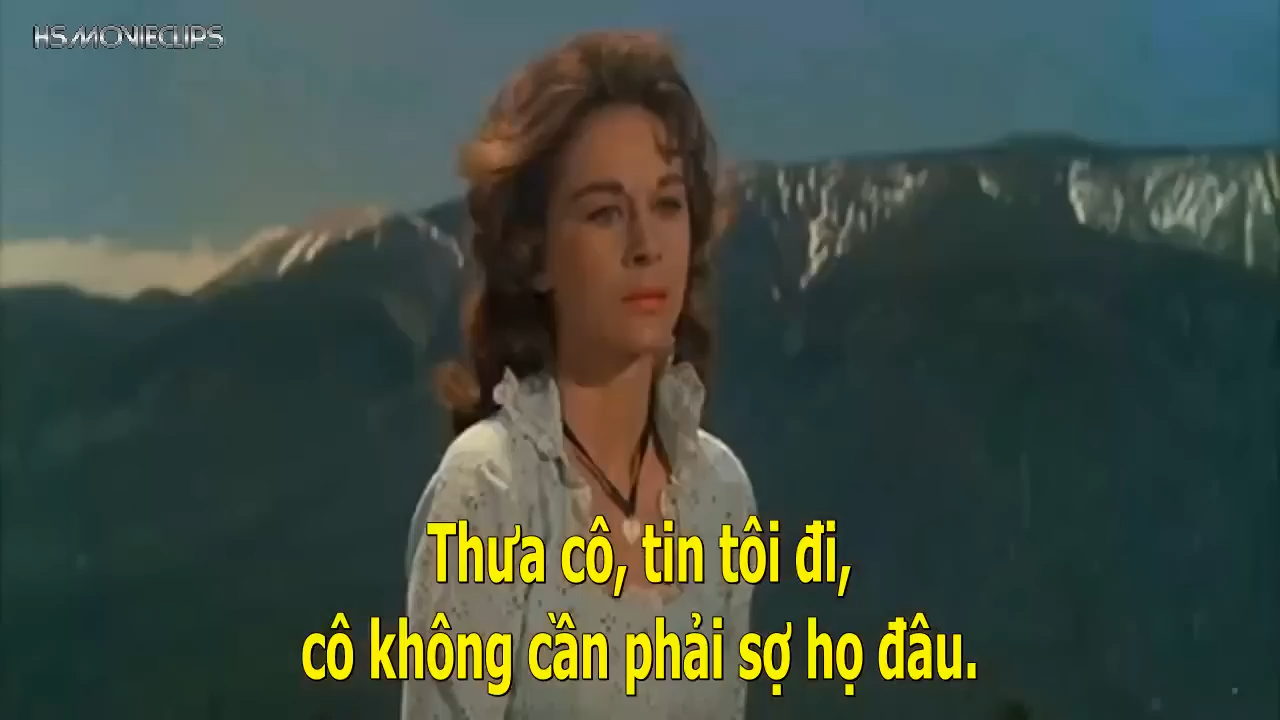 HSMOVIECLIPS
Thưa cô, tin tôi đi,
cô không cần phải sợ họ đâu.